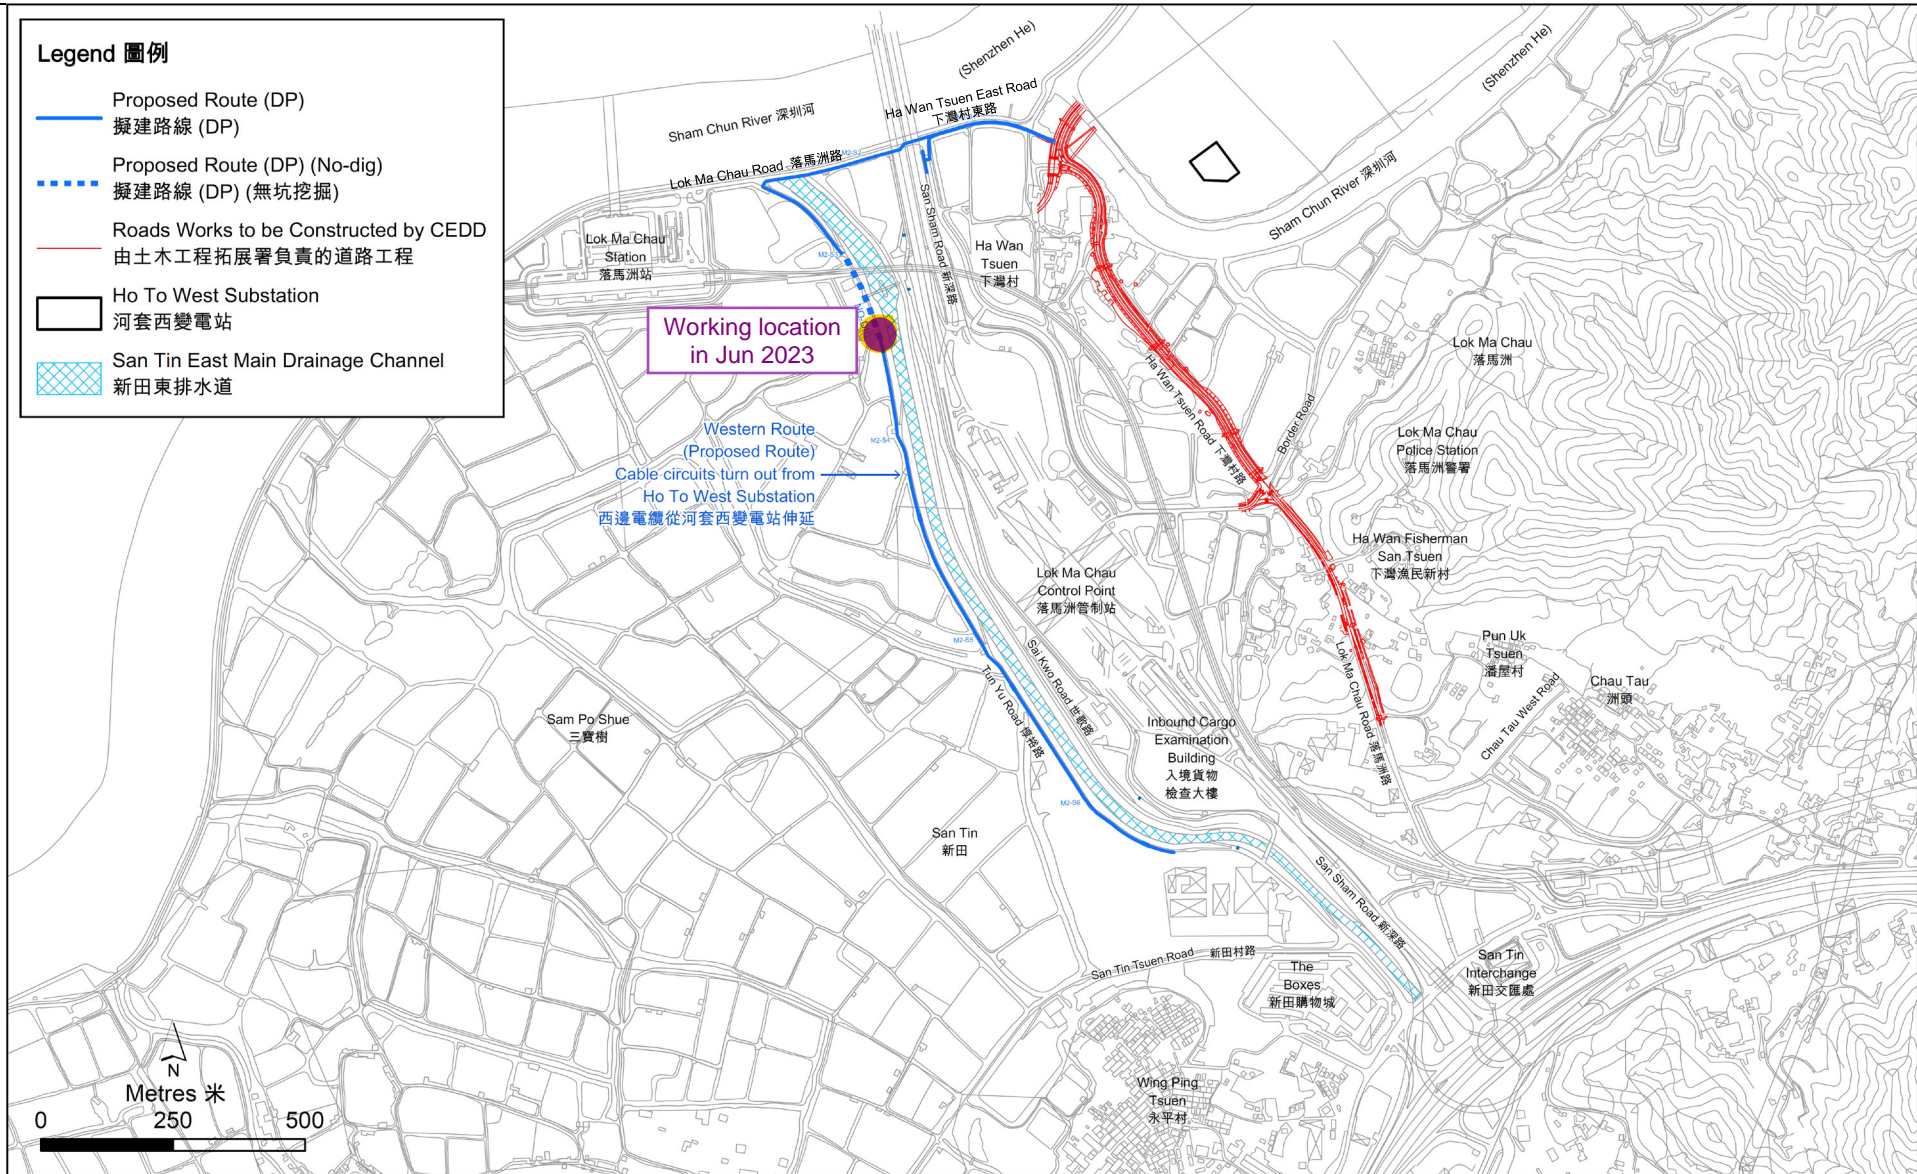 Legend 圖例
Proposed Route (DP)
擬建路線 (DP)
Proposed Route (DP) (No-dig)
擬建路線 (DP) (無坑挖掘)
Roads Works to be Constructed by CEDD
由土木工程拓展署負責的道路工程
Ho To West Substation
河套西變電站
San Tin East Main Drainage Channel
新田東排水道
(Shenzhen He)
(Shenzhen He)
Sham Chun River 深圳河
Ha Wan Tsuen East Road
下灣村東路
Lok Ma Chau Road 落馬洲路
M2-S2
Sham Chun River 深圳河
San Sham Road 新深路
Lok Ma Chau
Station
落馬洲站
M2-S3
Ha Wan
Tsuen
下灣村
Working location
in Jun 2023
Lok Ma Chau
落馬洲
Ha Wan Tsuen Road 下灣村路
Border Road
Western Route
(Proposed Route)
Cable circuits turn out from
Ho To West Substation
西邊電纜從河套西變電站伸延
M2-S4
Lok Ma Chau
Police Station
落馬洲警署
Ha Wan Fisherman
San Tsuen
下灣漁民新村
Lok Ma Chau
Control Point
落馬洲管制站
M2-S5
Sai Kwo Road 世歌路
Tun Yu Road 惇裕路
Lok Ma Chau Road 落馬洲路
Pun Uk
Tsuen
潘屋村
Chau Tau
洲頭
Chau Tau West Road
Sam Po Shue
三寶樹
Inbound Cargo
Examination
Building
入境貨物
檢查大樓
M2-S6
San Tin
新田
San Sham Road 新深路
San Tin Tsuen Road 新田村路
The
Boxes
新田購物城
San Tin
Interchange
新田交匯處
Wing Ping
Tsuen
永平村
N
Metres 米
0 250 500